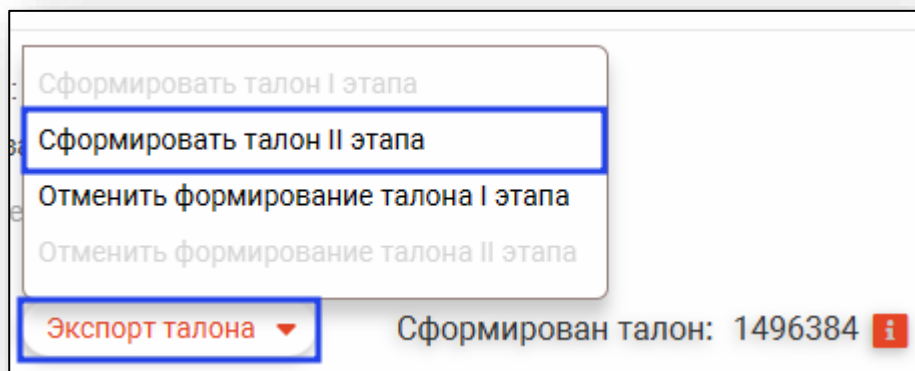 Сформировать талон I этапа
Сформировать талон II этапа
Отменить формирование талона I этапа
Отменить формирование талона II этапа
Экспорт талона Сформирован талон: 1496384 i